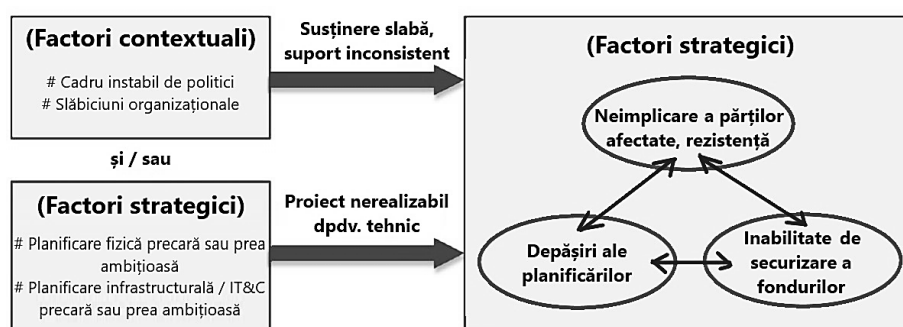 (Factori contextuali)
# Cadru instabil de politici
# Slăbiciuni organizaționale
și / sau
(Factori strategici)
# Planificare fizică precară sau prea
ambițioasă
# Planificare infrastructurală / IT&C
precară sau prea ambițioasă
Susținere slabă,
suport inconsistent
Proiect nerealizabil
dpdv. tehnic
(Factori strategici)
Neimplicare a părților
afectate, rezistență
Depășiri ale
planificărilor
Inabilitate de
securizare a
fondurilor